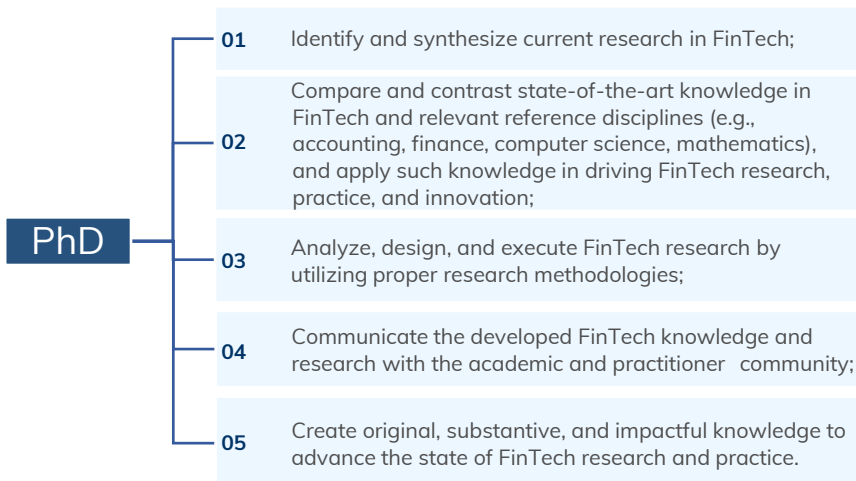 PhD
01
Identify and synthesize current research in FinTech;
02
Compare and contrast state-of-the-art knowledge in
FinTech and relevant reference disciplines (e.g.,
accounting, finance, computer science, mathematics),
and apply such knowledge in driving FinTech research,
practice, and innovation;
03
Analyze, design, and execute FinTech research by
utilizing proper research methodologies;
04
Communicate the developed FinTech knowledge and
research with the academic and practitioner community;
05
Create original, substantive, and impactful knowledge to
advance the state of FinTech research and practice.